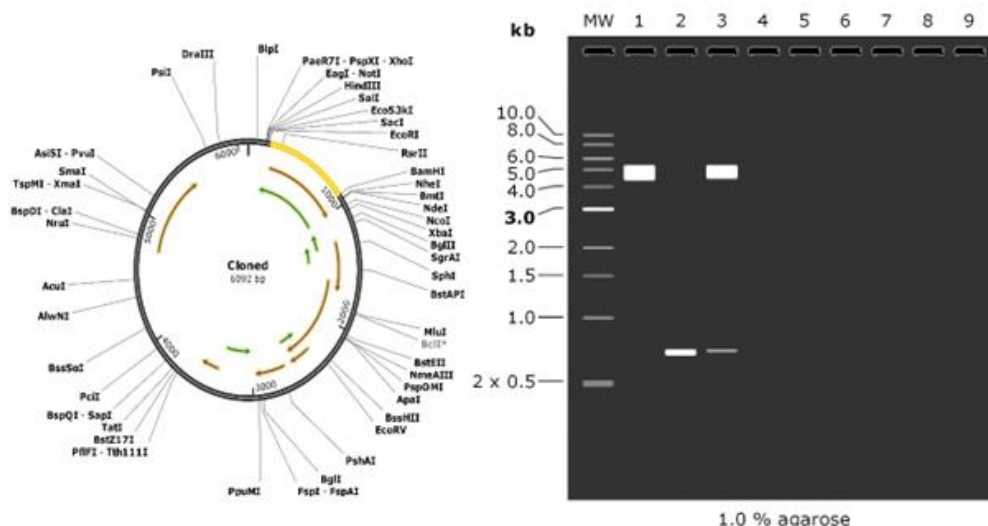 BlpI
DraIII
PsiI
PaeR7I - PspXI - XhoI
EagI - NotI
HindIII
SalI
Eco53kI
SacI
EcoRI
RsrII
BamHI
NheI
BmtI
NdeI
NcoI
XbaI
BglII
SgrAI
SphI
BstAPI
MluI
BclI*
BstEII
NmeAIII
PspOMI
ApaI
BssHII
EcoRV
PshAI
BglI
FspI - FspAI
PpuMI
PflFI - Tth111I
BstZ17I
TatI
BspQI - SapI
PciI
BssSαI
AlwNI
AcuI
NruI
BspDI - ClaI
TspMI - XmaI
SmaI
AsiSI - PvuI
6000
1000
2000
3000
4000
5000
Cloned
6092 bp
kb
MW 1 2 3 4 5 6 7 8 9
10.0
8.0
6.0
5.0
4.0
3.0
2.0
1.5
1.0
2 x 0.5
1.0 % agarose